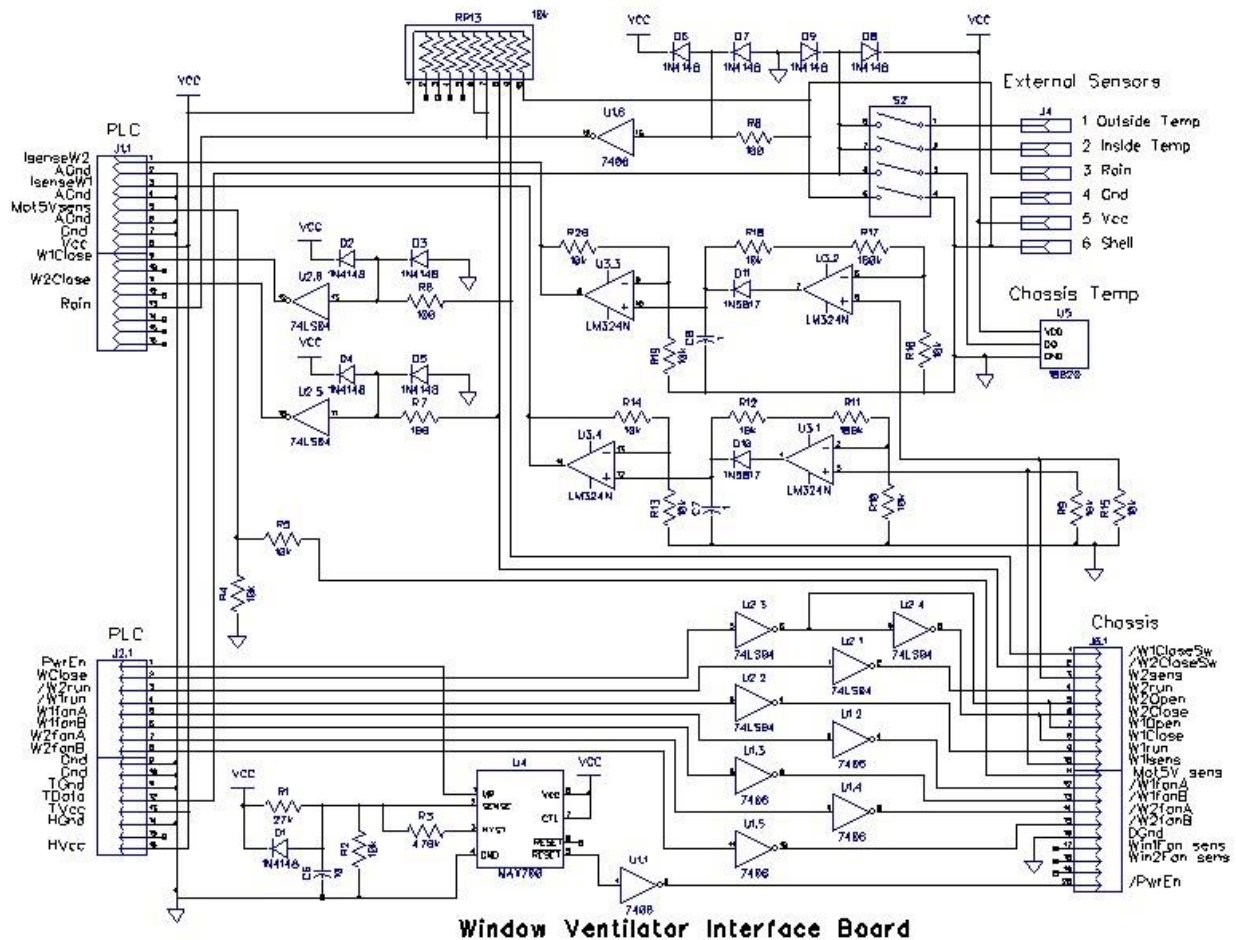 RP13 10k
VCC
D6 D7 D9 D8
1N4148 1N4148 1N4148 1N4148
VCC
VCC
External Sensors
S2
J4
1 Outside Temp
2 Inside Temp
3 Rain
4 Gnd
5 Vcc
6 Shell
U1.6
7406
R8
100
PLC
J1.1
IsenseW2
AGnd
IsenseW1
AGnd
Mot5Vsens
AGnd
Gnd
Vcc
W1Close
W2Close
Rain
VCC
D2 D3
1N4148 1N4148
U2.6
74LS04
R6
100
VCC
D4 D5
1N4148 1N4148
U2.5
74LS04
R7
100
R20
10k
U3.3
LM324N
R19
10k
R16
10k
R17
100k
D11
1N5817
U3.2
LM324N
C8
1
R18
10k
Chassis Temp
U5
VDD
DQ
GND
R14
10k
U3.4
LM324N
R13
10k
R12
10k
R11
100k
D10
1N5817
U3.1
LM324N
C7
1
R10
10k
R9
10k
R15
10k
R5
10k
R4
10k
PLC
J2.1
PwrEn
WClose
/W2run
/W1run
W1fanA
W1fanB
W2fanA
W2fanB
Gnd
Gnd
TGnd
TData
TVcc
HGnd
HVcc
U2.3
74LS04
U2.4
74LS04
U2.1
74LS04
U2.2
74LS04
U1.2
7406
U1.3
7406
U1.4
7406
U1.5
7406
U1.1
7406
VCC
R1
27k
D1
1N4148
C6
10
R2
10k
R3
470k
U4
MR
SENSE
HYST
GND
VCC
CTL
RESET
RESET
MAX700
VCC
Chassis
/W1CloseSw
/W2CloseSw
W2sens
W2run
W2Open
W2Close
W1Open
W1Close
W1run
W1sens
Mot5V sens
/W1fanA
/W1fanB
/W2fanA
/W2fanB
DGnd
Win1Fan sens
Win2Fan sens
/PwrEn
Window Ventilator Interface Board